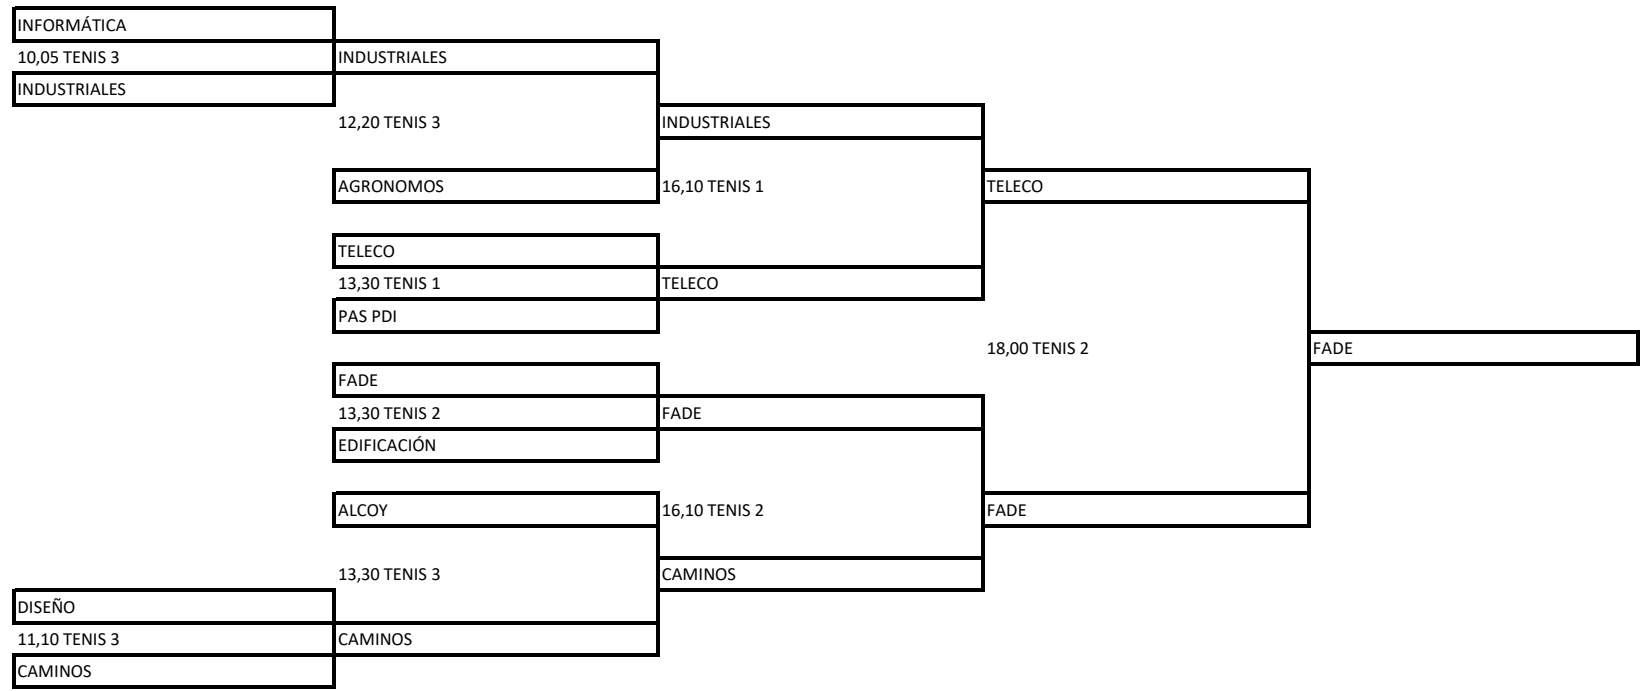 INFORMÁTICA
10,05 TENIS 3
INDUSTRIALES
INDUSTRIALES
12,20 TENIS 3
INDUSTRIALES
AGRONOMOS
16,10 TENIS 1
TELECO
TELECO
13,30 TENIS 1
TELECO
PAS PDI
18,00 TENIS 2
FADE
FADE
13,30 TENIS 2
FADE
EDIFICACIÓN
ALCOY
16,10 TENIS 2
FADE
13,30 TENIS 3
CAMINOS
DISEÑO
11,10 TENIS 3
CAMINOS
CAMINOS